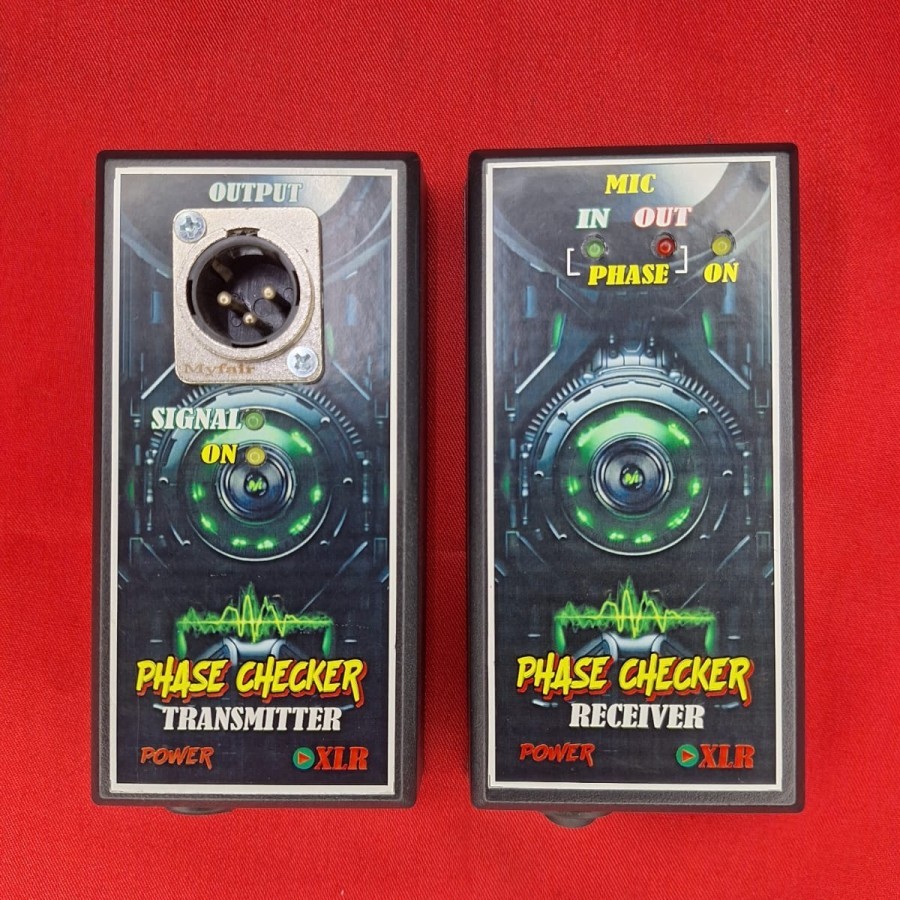 OUTPUT
Myfair
SIGNAL
ON
PHASE CHECKER
TRANSMITTER
POWER
XLR
MIC
IN OUT
PHASE
ON
PHASE CHECKER
RECEIVER
POWER
XLR